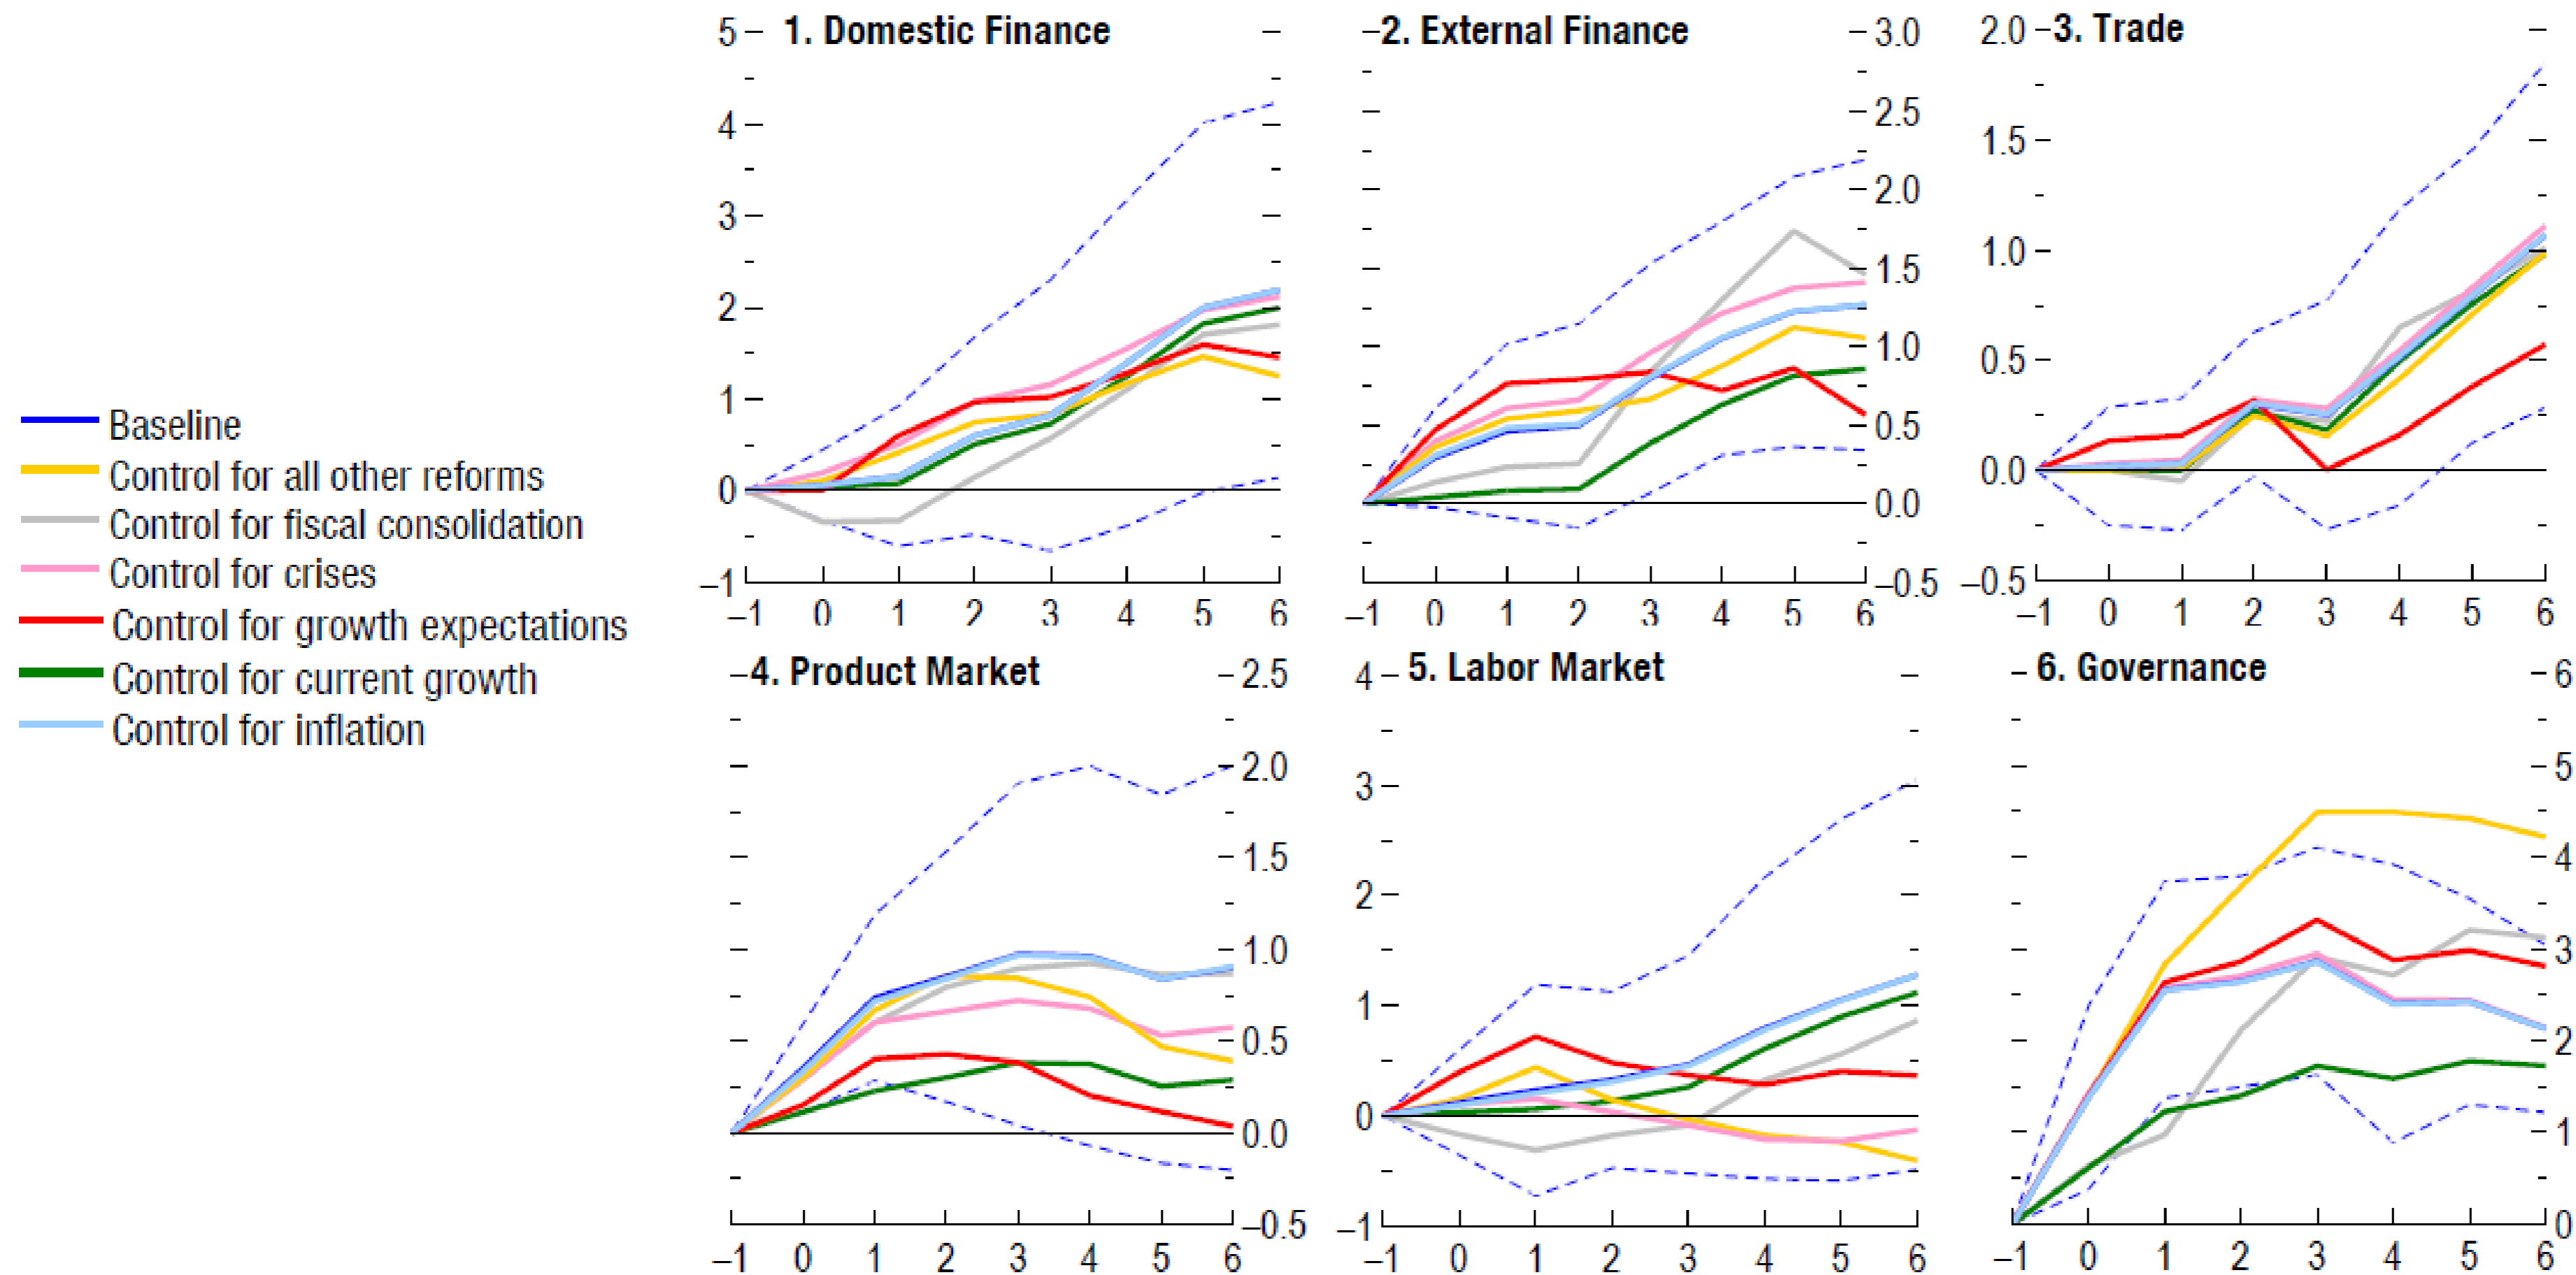 Baseline
Control for all other reforms
Control for fiscal consolidation
Control for crises
Control for growth expectations
Control for current growth
Control for inflation
1. Domestic Finance
5
4
3
2
1
0
–1
–1 0 1 2 3 4 5 6
2. External Finance
3.0
2.5
2.0
1.5
1.0
0.5
0.0
–0.5
–1 0 1 2 3 4 5 6
3. Trade
2.0
1.5
1.0
0.5
0.0
–0.5
–1 0 1 2 3 4 5 6
4. Product Market
2.5
2.0
1.5
1.0
0.5
0.0
–0.5
–1 0 1 2 3 4 5 6
5. Labor Market
4
3
2
1
0
–1
–1 0 1 2 3 4 5 6
6. Governance
6
5
4
3
2
1
0
–1 0 1 2 3 4 5 6